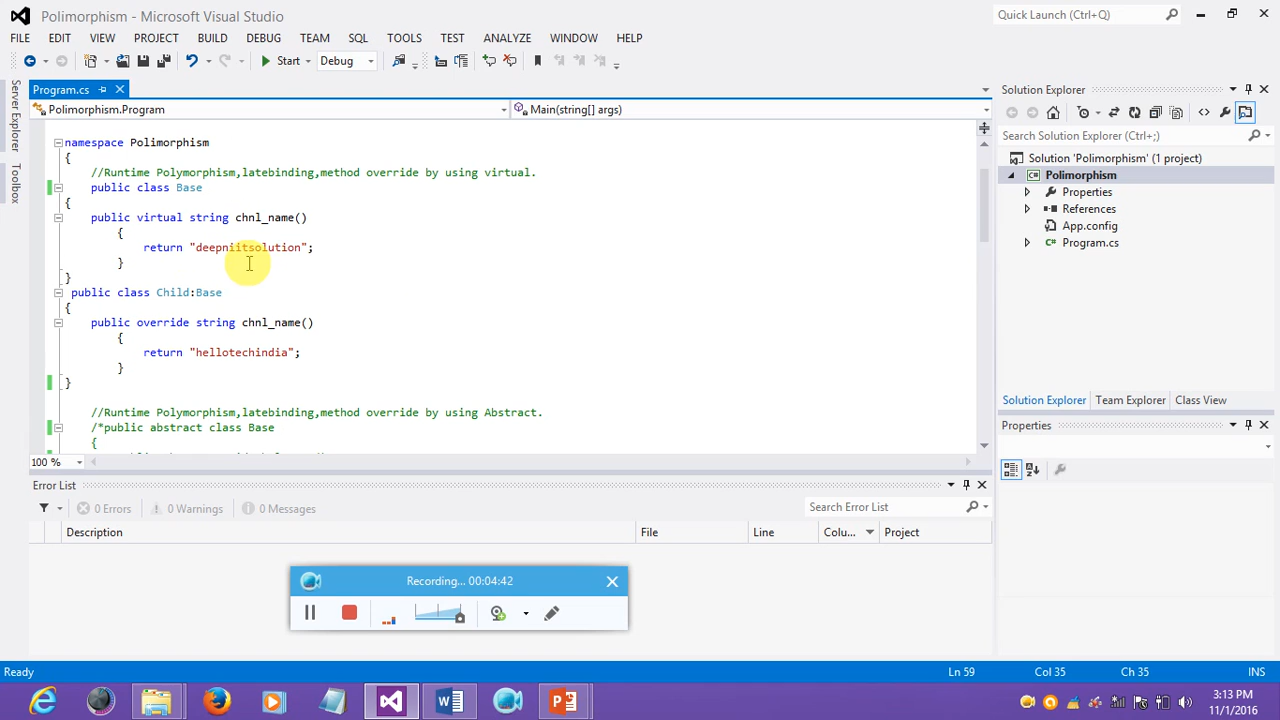 Polimorphism - Microsoft Visual Studio
Quick Launch (Ctrl+Q)
FILE EDIT VIEW PROJECT BUILD DEBUG TEAM SQL TOOLS TEST ANALYZE WINDOW HELP
Start Debug
Server Explorer
Toolbox
Program.cs
Polimorphism.Program
Main(string[] args)
namespace Polimorphism
{
//Runtime Polymorphism,latebinding,method override by using virtual.
public class Base
{
public virtual string chnl_name()
{
return "deepniitsolution";
}
}
public class Child:Base
{
public override string chnl_name()
{
return "hellotechindia";
}
}
//Runtime Polymorphism,latebinding,method override by using Abstract.
/*public abstract class Base
{
100 %
Solution Explorer
Search Solution Explorer (Ctrl+;)
Solution 'Polimorphism' (1 project)
Polimorphism
Properties
References
App.config
Program.cs
Solution Explorer Team Explorer Class View
Properties
Error List
0 Errors 0 Warnings 0 Messages
Search Error List
Description File Line Colu... Project
Recording... 00:04:42
Ready
Ln 59 Col 35 Ch 35 INS
3:13 PM
11/1/2016